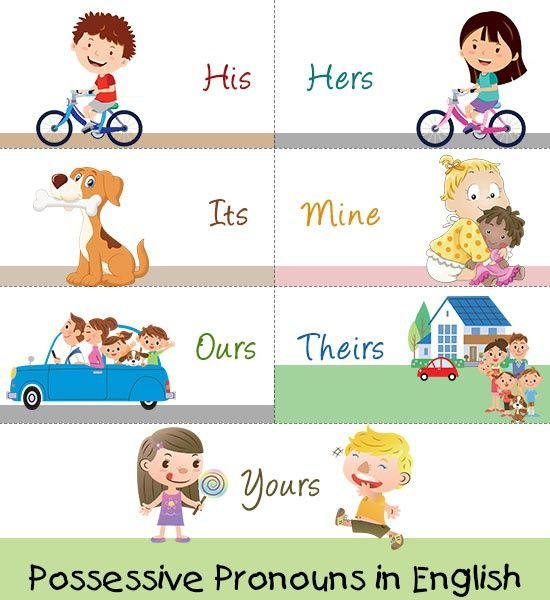 His
Hers
Its
Mine
Ours
Theirs
Yours
Possessive Pronouns in English